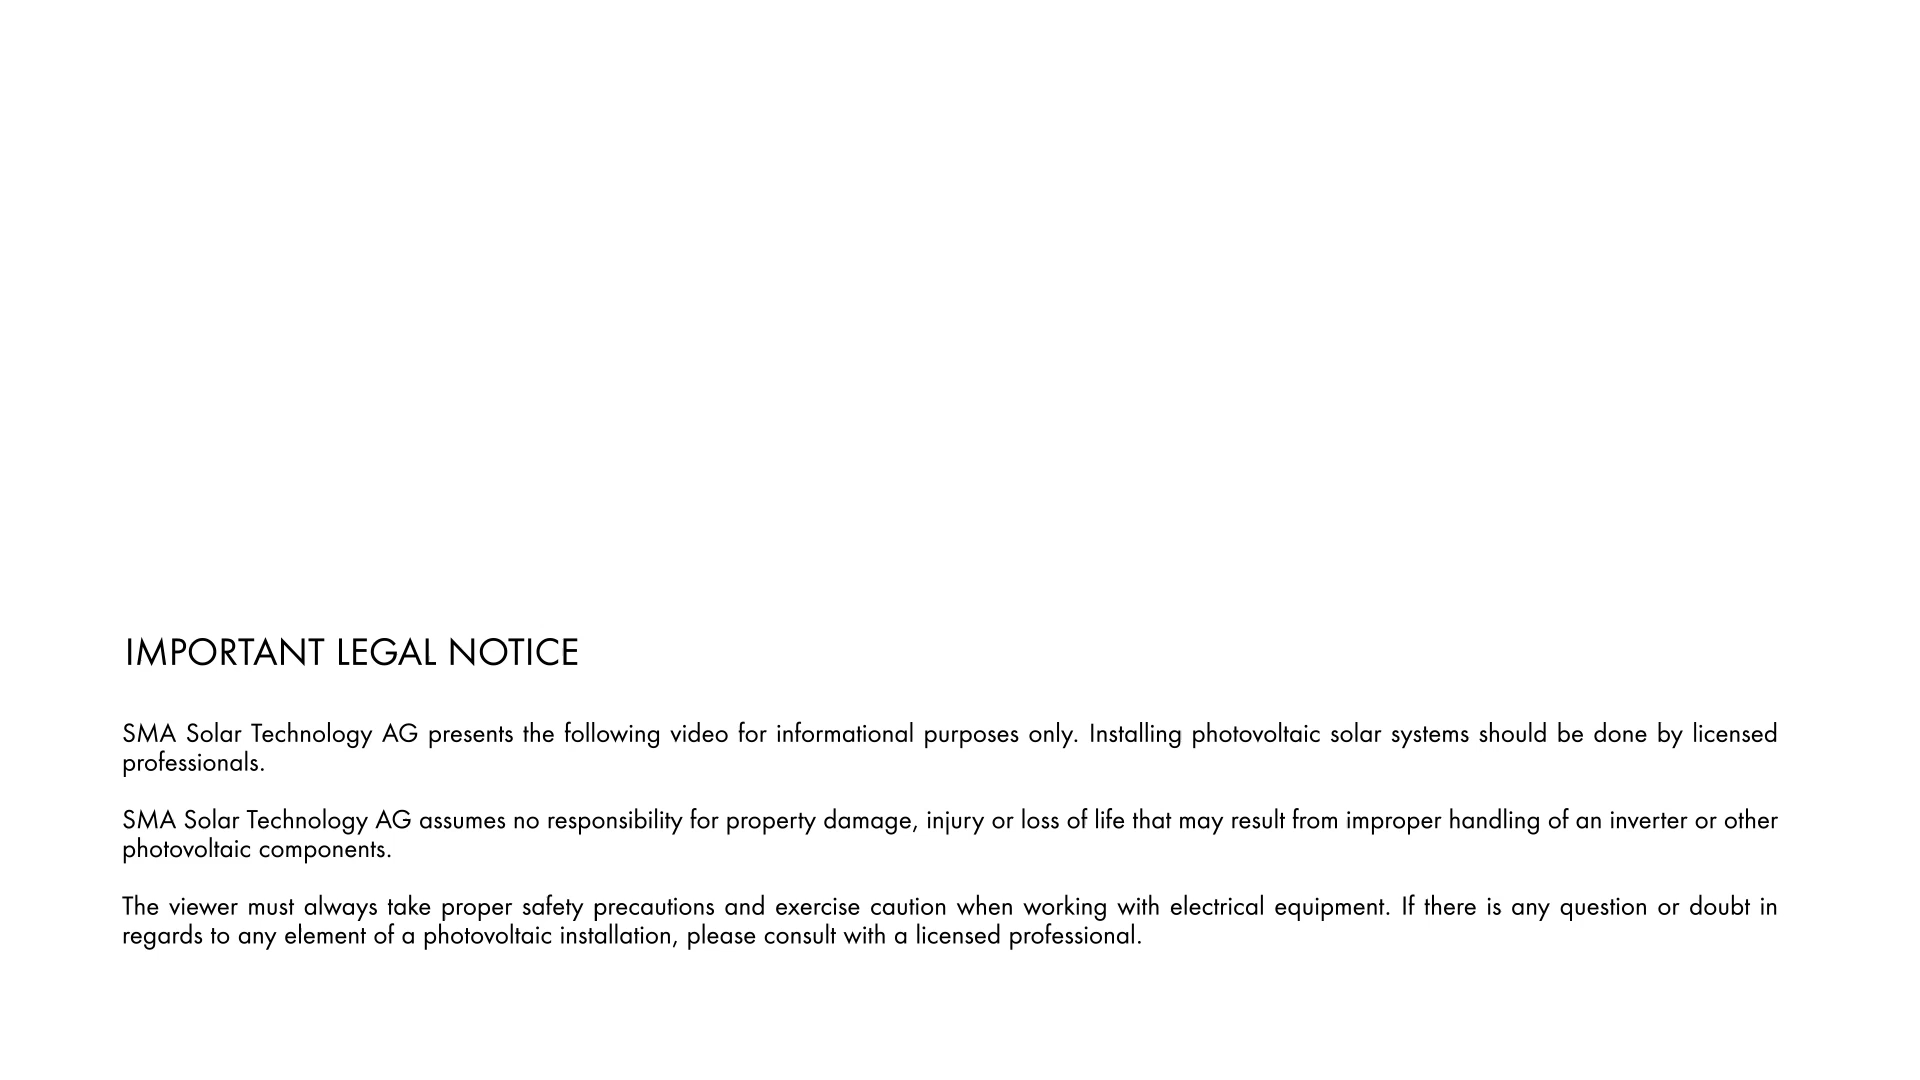 IMPORTANT LEGAL NOTICE
SMA Solar Technology AG presents the following video for informational purposes only. Installing photovoltaic solar systems should be done by licensed
professionals.
SMA Solar Technology AG assumes no responsibility for property damage, injury or loss of life that may result from improper handling of an inverter or other
photovoltaic components.
The viewer must always take proper safety precautions and exercise caution when working with electrical equipment. If there is any question or doubt in
regards to any element of a photovoltaic installation, please consult with a licensed professional.